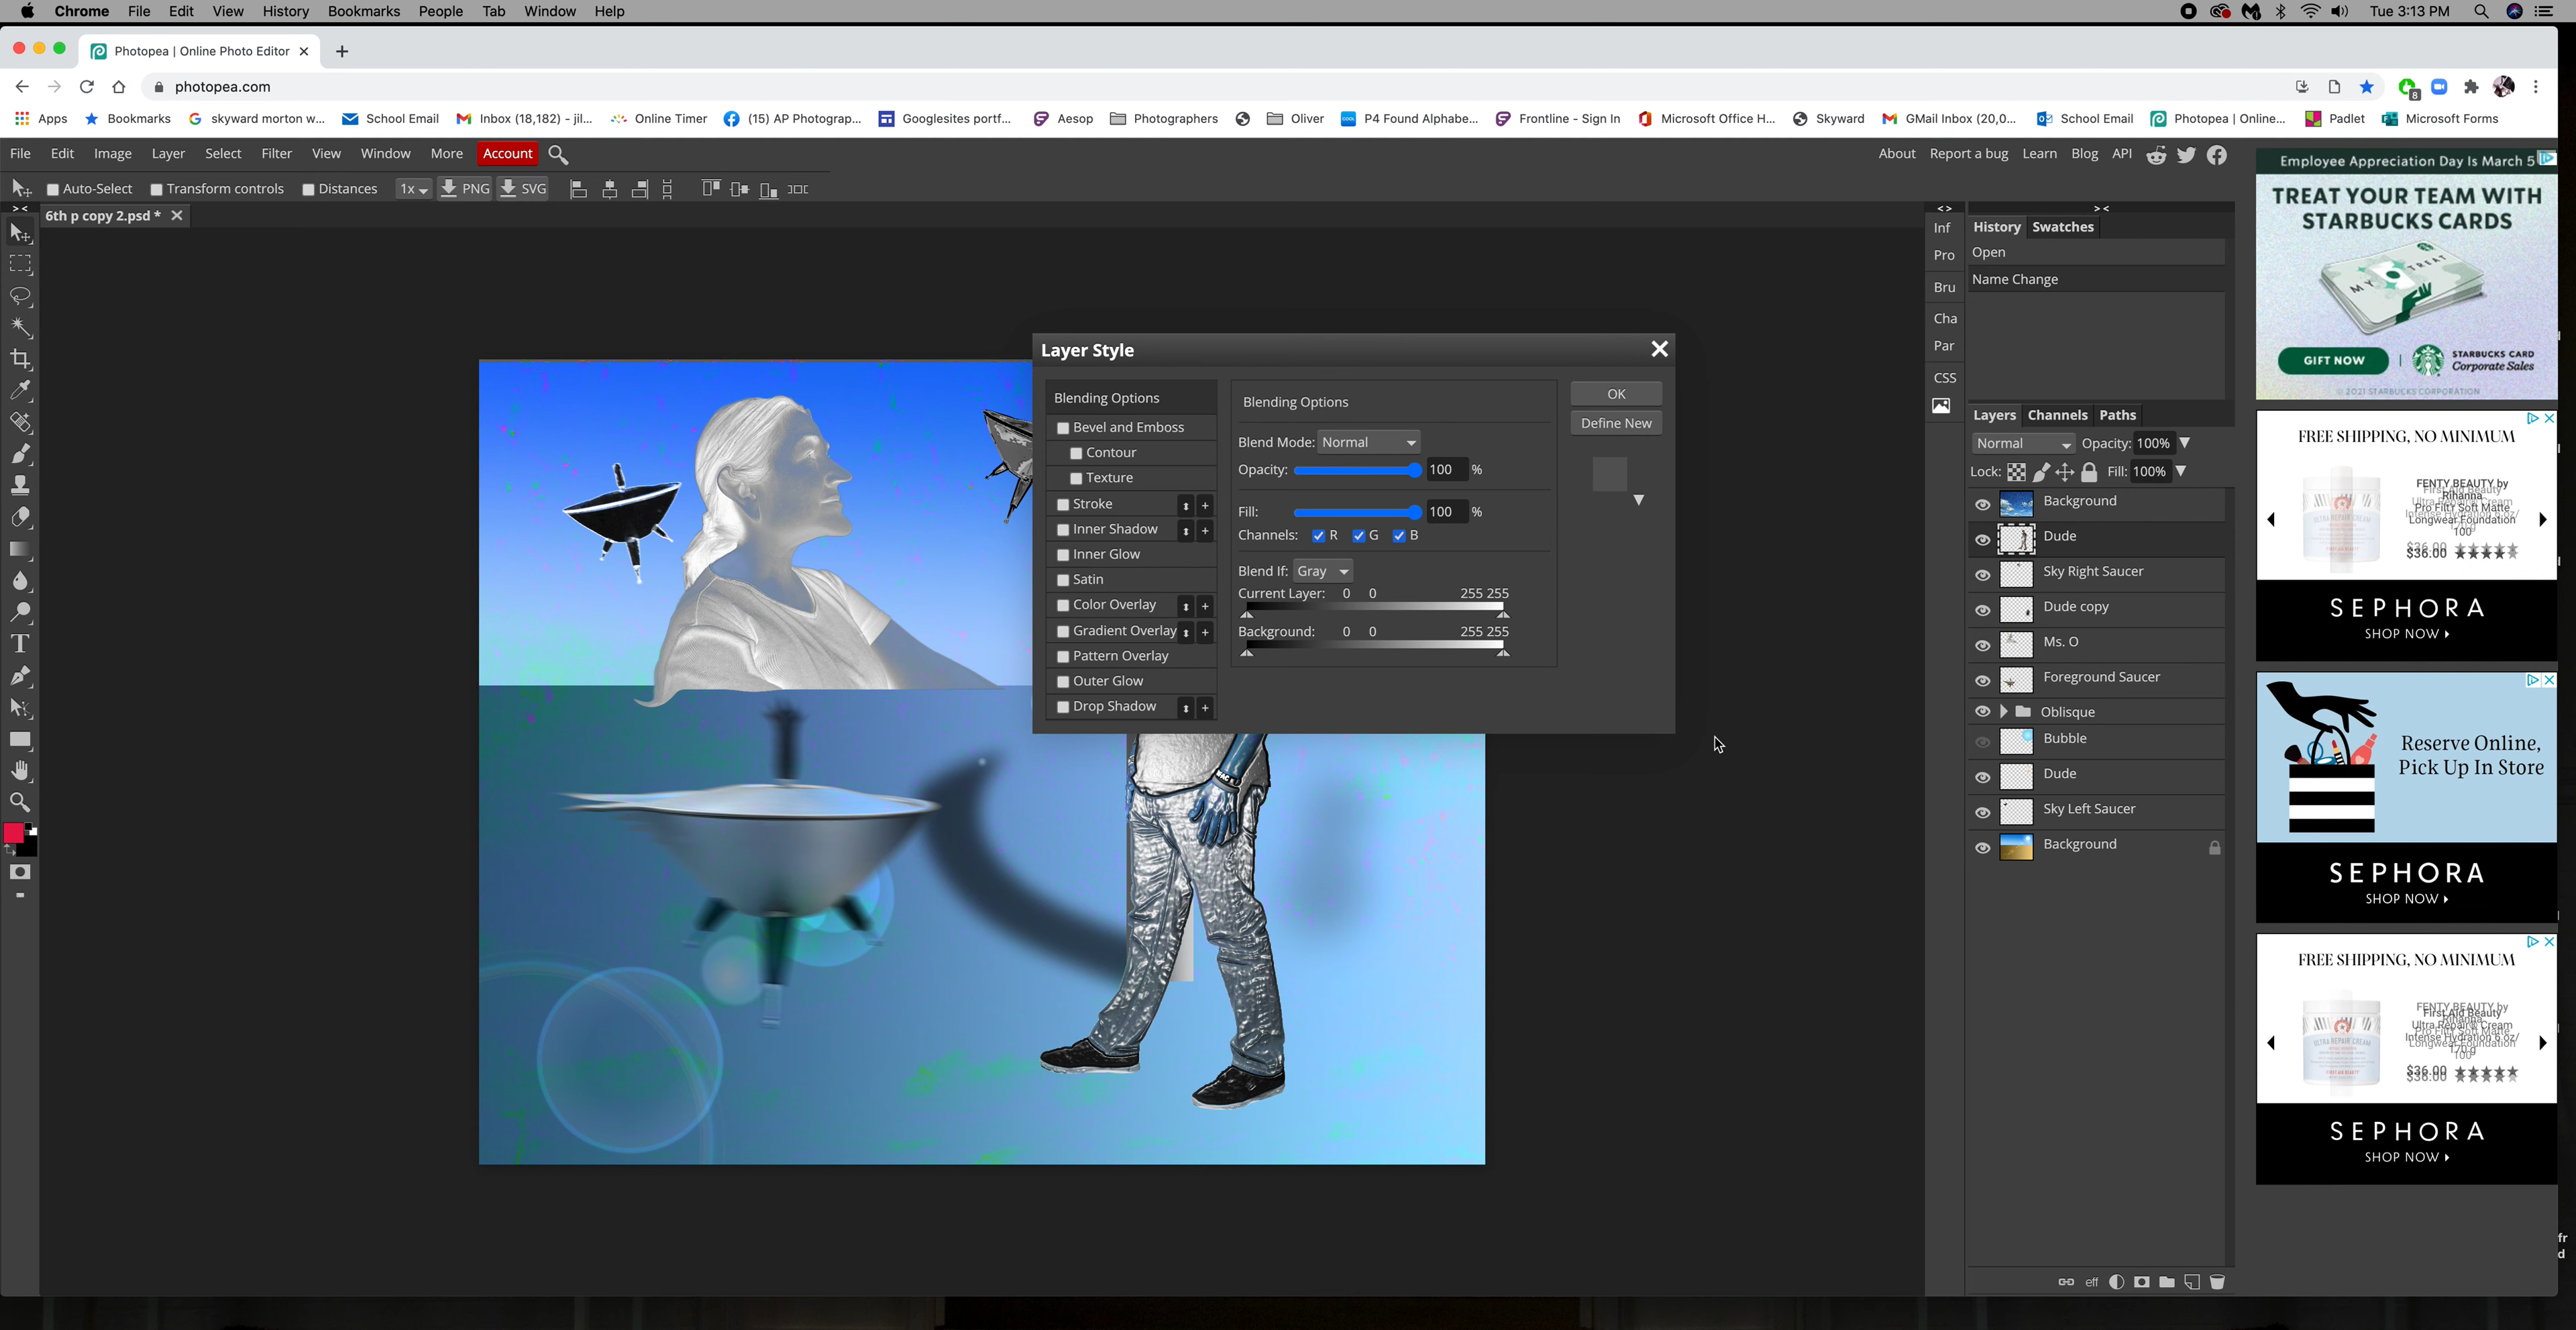 Chrome File Edit View History Bookmarks People Tab Window Help Tue 3:13 PM
Photopea | Online Photo Editor
photopea.com
8
Apps Bookmarks skyward morton w... School Email Inbox (18,182) - jil... Online Timer (15) AP Photograp... Googlesites portf... Aesop Photographers Oliver P4 Found Alphabe... Frontline - Sign In Microsoft Office H... Skyward GMail Inbox (20,0... School Email Photopea | Online... Padlet Microsoft Forms
File Edit Image Layer Select Filter View Window More Account About Report a bug Learn Blog API
Auto-Select Transform controls Distances 1x PNG SVG
6th p copy 2.psd *
Inf
Pro
Bru
Cha
Par
CSS
History Swatches
Open
Name Change
Layer Style
Blending Options
Bevel and Emboss
Contour
Texture
Stroke
Inner Shadow
Inner Glow
Satin
Color Overlay
Gradient Overlay
Pattern Overlay
Outer Glow
Drop Shadow
Blending Options
Blend Mode: Normal
Opacity: 100 %
Fill: 100 %
Channels: R G B
Blend If: Gray
Current Layer: 0 0 255 255
Background: 0 0 255 255
OK
Define New
Layers Channels Paths
Normal Opacity: 100%
Lock: Fill: 100%
Background
Dude
Sky Right Saucer
Dude copy
Ms. O
Foreground Saucer
Oblisque
Bubble
Dude
Sky Left Saucer
Background
eff
Employee Appreciation Day Is March 5
TREAT YOUR TEAM WITH
STARBUCKS CARDS
MY TREAT
GIFT NOW
STARBUCKS CARD
Corporate Sales
© 2021 STARBUCKS CORPORATION
FREE SHIPPING, NO MINIMUM
$36.00
SEPHORA
SHOP NOW
Reserve Online,
Pick Up In Store
SEPHORA
SHOP NOW
FREE SHIPPING, NO MINIMUM
$36.00
SEPHORA
SHOP NOW
fr
d